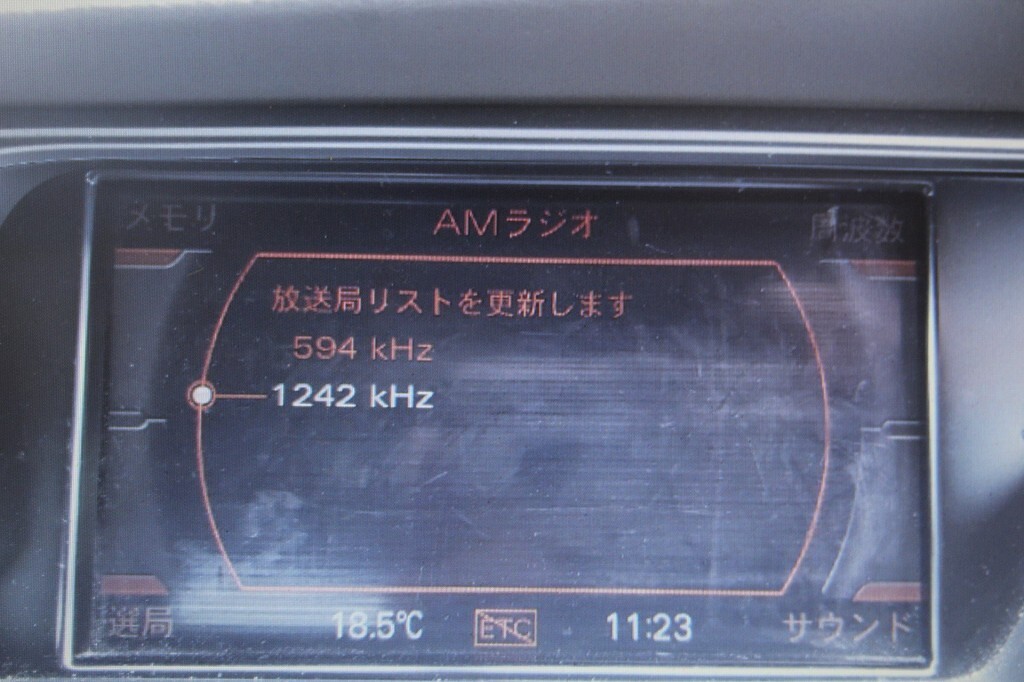 メモリ AMラジオ 周波数
放送局リストを更新します
594 kHz
1242 kHz
選局 18.5℃ ETC 11:23 サウンド